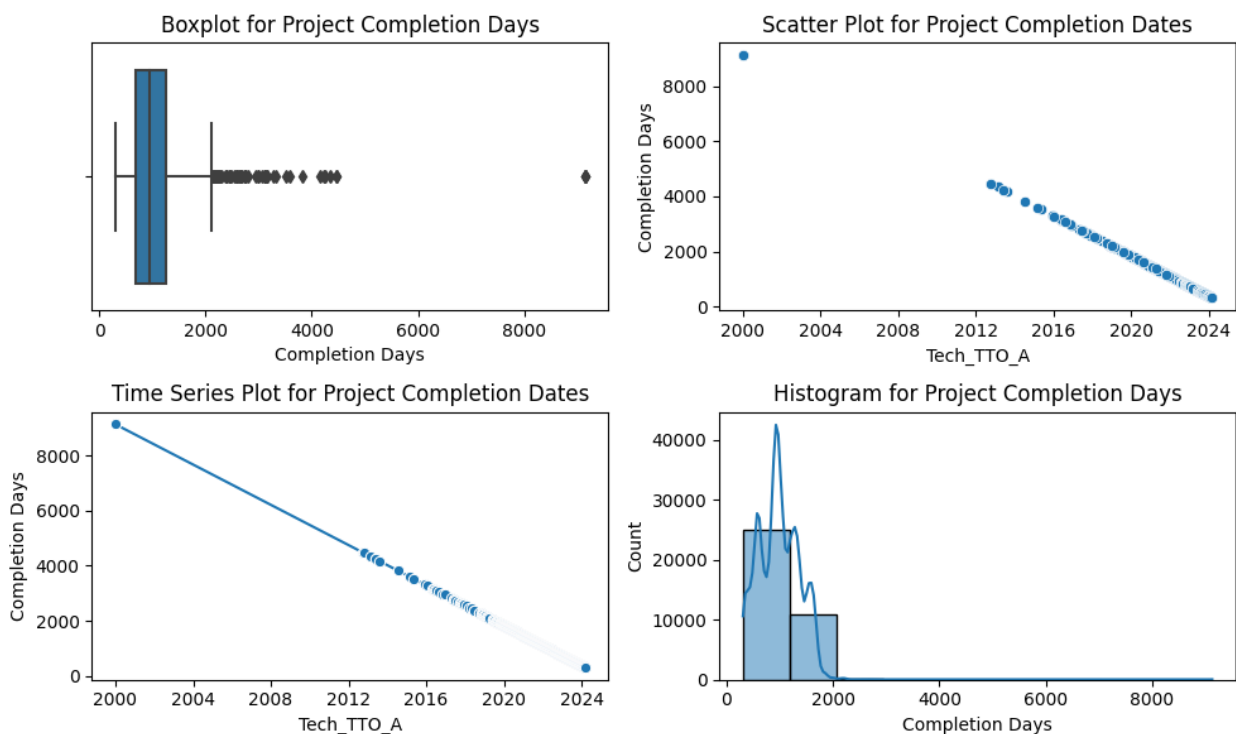 Boxplot for Project Completion Days
0 2000 4000 6000 8000
Completion Days
Scatter Plot for Project Completion Dates
Completion Days
8000
6000
4000
2000
0
2000 2004 2008 2012 2016 2020 2024
Tech_TTO_A
Time Series Plot for Project Completion Dates
Completion Days
8000
6000
4000
2000
0
2000 2004 2008 2012 2016 2020 2024
Tech_TTO_A
Histogram for Project Completion Days
Count
40000
30000
20000
10000
0
0 2000 4000 6000 8000
Completion Days